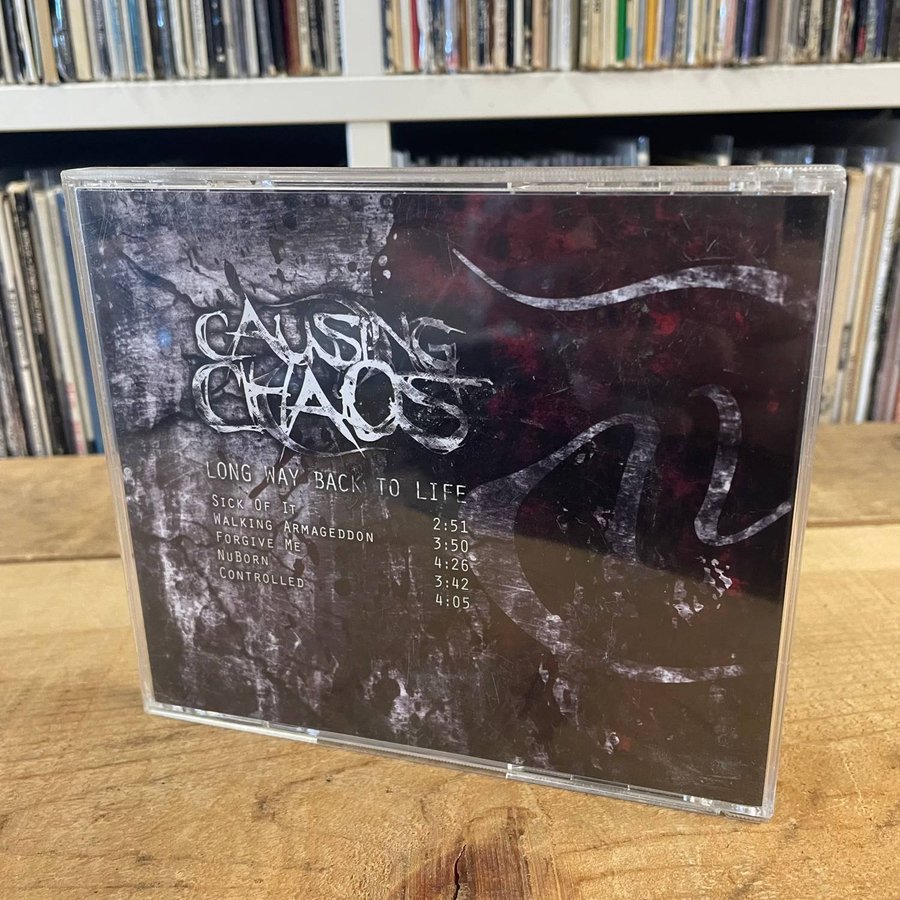 CAUSING
CHAOS
LONG WAY BACK TO LIFE
SICK OF IT 2:51
WALKING ARMAGEDDON 3:50
FORGIVE ME 4:26
NUBORN 3:42
CONTROLLED 4:05